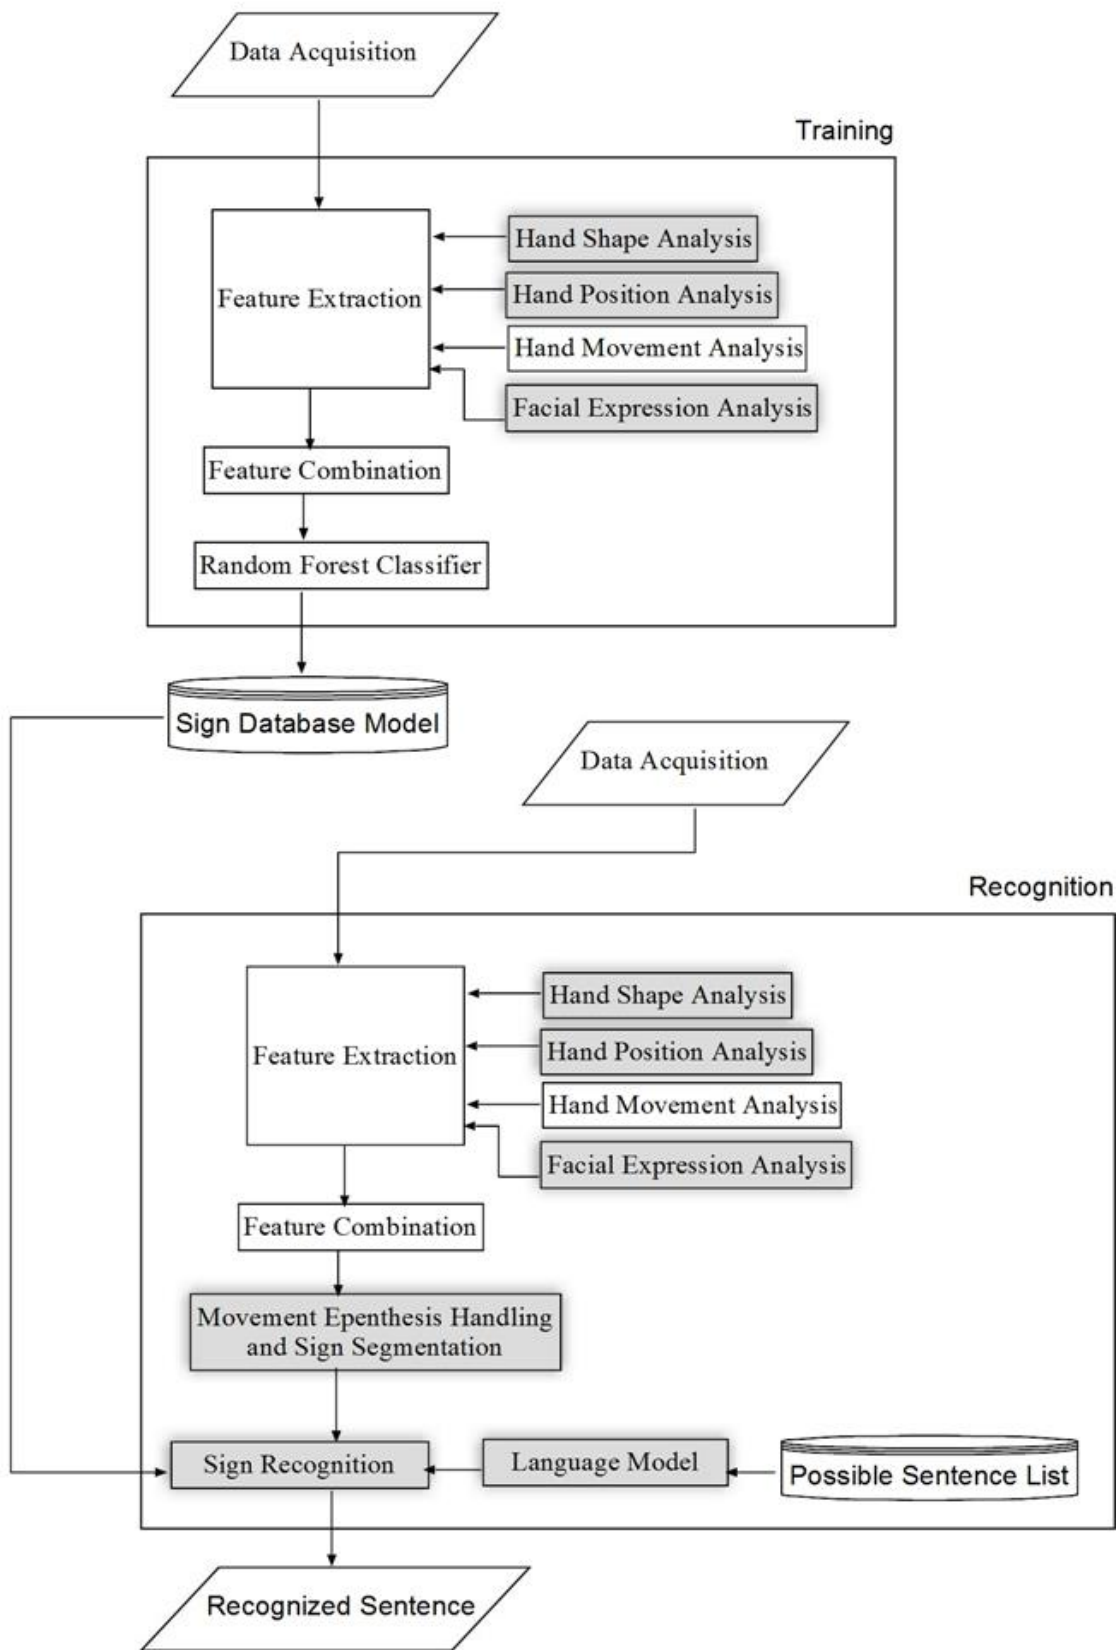 Data Acquisition
Training
Feature Extraction
Hand Shape Analysis
Hand Position Analysis
Hand Movement Analysis
Facial Expression Analysis
Feature Combination
Random Forest Classifier
Sign Database Model
Data Acquisition
Recognition
Feature Extraction
Hand Shape Analysis
Hand Position Analysis
Hand Movement Analysis
Facial Expression Analysis
Feature Combination
Movement Epenthesis Handling
and Sign Segmentation
Sign Recognition
Language Model
Possible Sentence List
Recognized Sentence